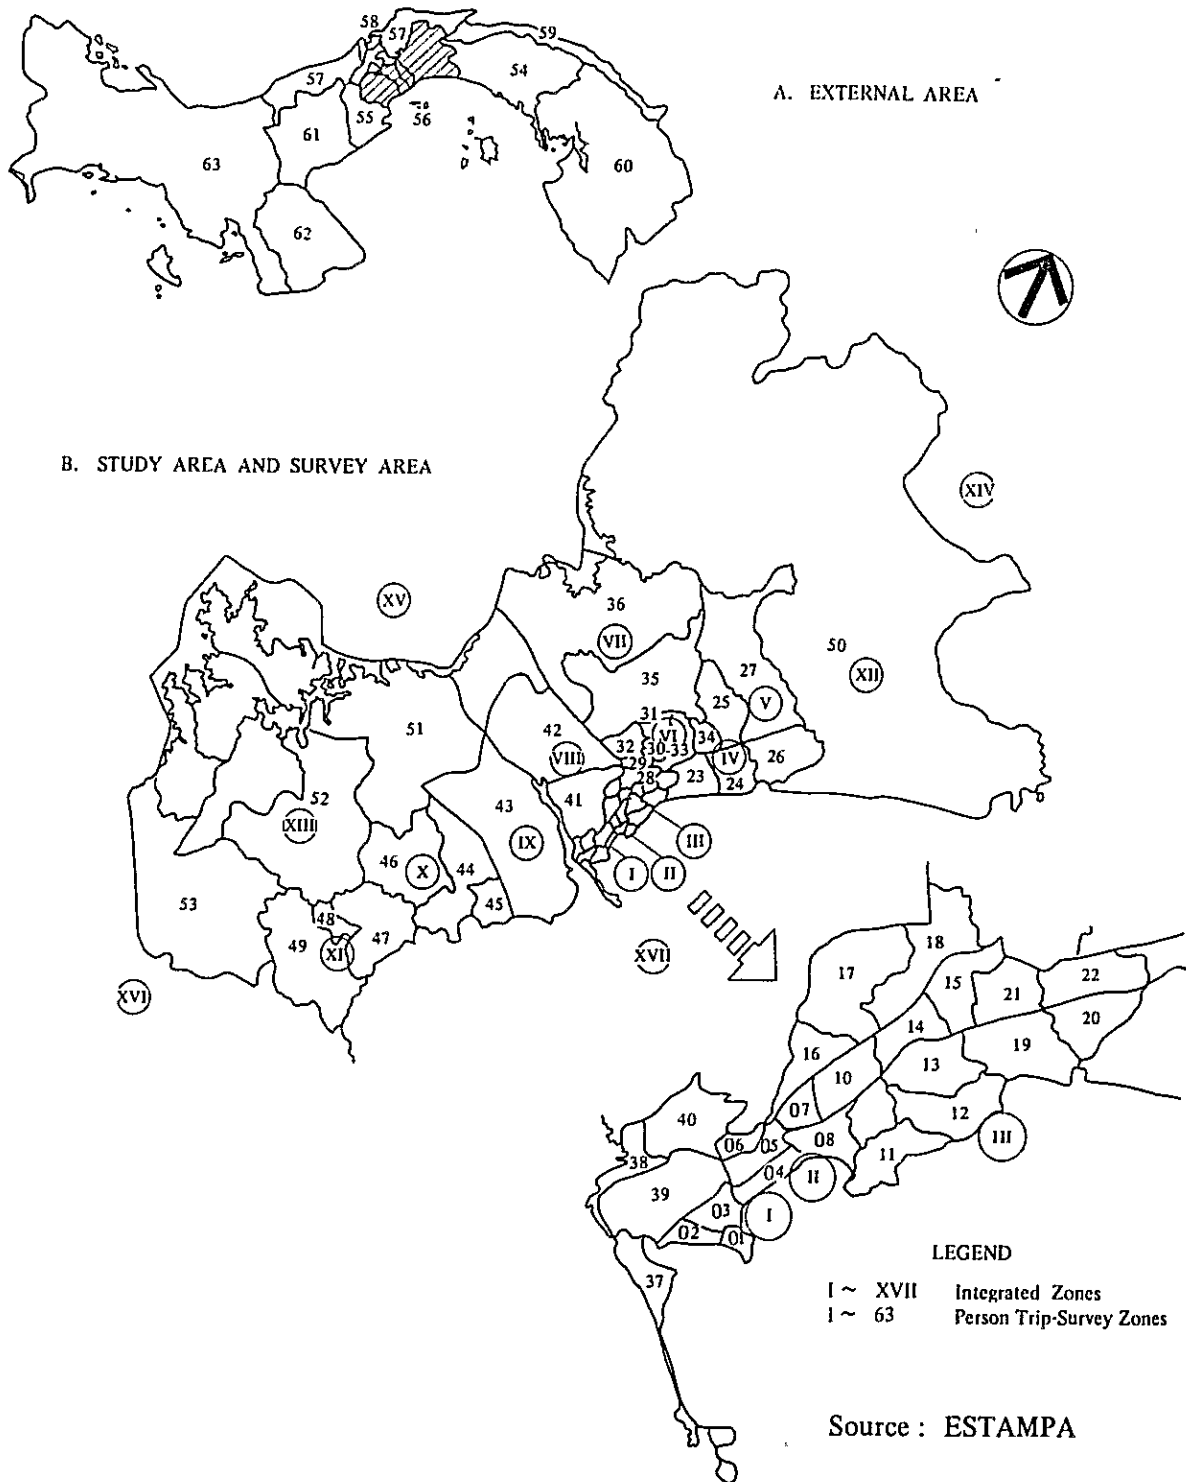 58
57
59
54
A. EXTERNAL AREA
57
55
56
61
63
60
62
B. STUDY AREA AND SURVEY AREA
XIV
XV
36
VII
50
XII
27
35
25
V
51
31
42
VI
32
30-33
34
VIII
29
IV
26
28
23
24
41
52
43
XIII
IX
III
46
X
44
I
II
53
45
48
49
47
XI
XVII
XVI
18
17
15
22
21
14
20
16
19
13
10
07
12
40
III
06
05
08
11
38
04
II
39
03
I
02
01
37
LEGEND
I ~ XVII Integrated Zones
1 ~ 63 Person Trip-Survey Zones
Source : ESTAMPA